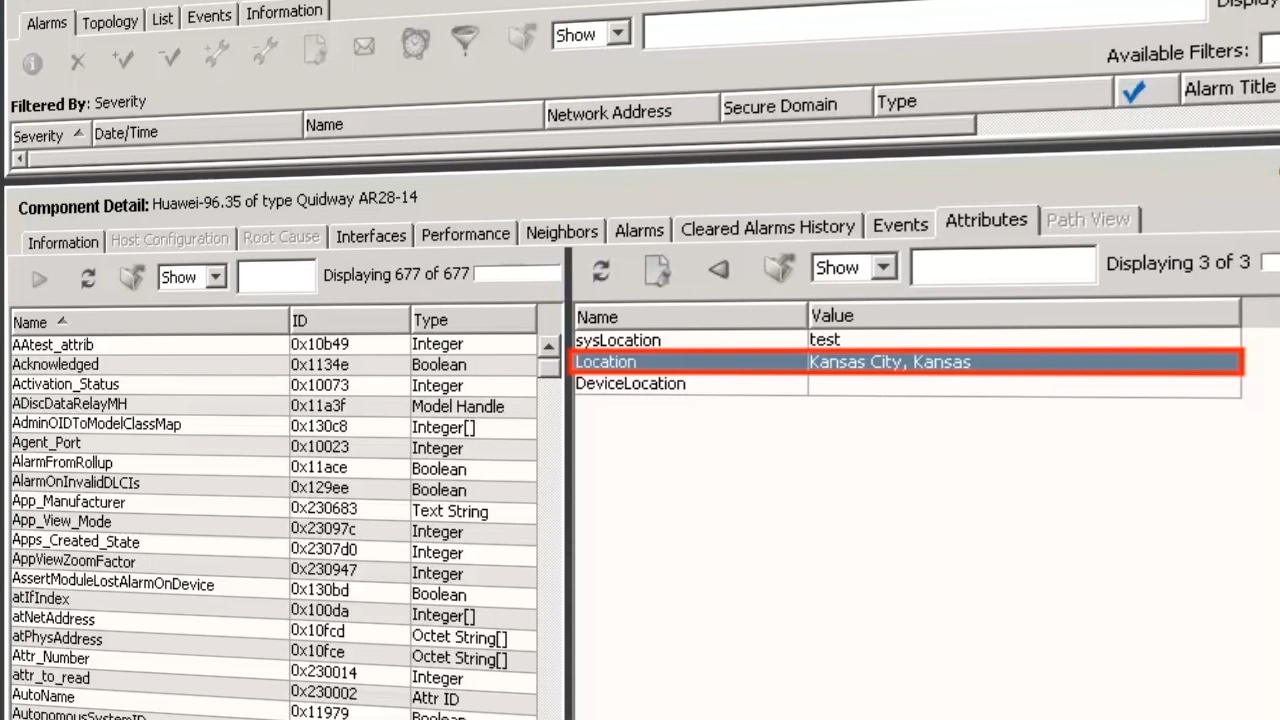 Alarms Topology List Events Information
Show
Available Filters:
Filtered By: Severity
Severity Date/Time Name Network Address Secure Domain Type Alarm Title
Component Detail: Huawei-96.35 of type Quidway AR28-14
Information Host Configuration Root Cause Interfaces Performance Neighbors Alarms Cleared Alarms History Events Attributes Path View
Show Displaying 677 of 677
Show Displaying 3 of 3
Name ID Type
AAtest_attrib 0x10b49 Integer
Acknowledged 0x1134e Boolean
Activation_Status 0x10073 Integer
ADiscDataRelayMH 0x11a3f Model Handle
AdminOIDToModelClassMap 0x130c8 Integer[]
Agent_Port 0x10023 Integer
AlarmFromRollup 0x11ace Boolean
AlarmOnInvalidDLCIs 0x129ee Boolean
App_Manufacturer 0x230683 Text String
App_View_Mode 0x23097c Integer
Apps_Created_State 0x2307d0 Integer
AppViewZoomFactor 0x230947 Integer
AssertModuleLostAlarmOnDevice 0x130bd Boolean
atIfIndex 0x100da Integer[]
atNetAddress 0x10fcd Octet String[]
atPhysAddress 0x10fce Octet String[]
Attr_Number 0x230014 Integer
attr_to_read 0x230002 Attr ID
AutoName 0x11979 Boolean
AutonomousSystemID
Name Value
sysLocation test
Location Kansas City, Kansas
DeviceLocation